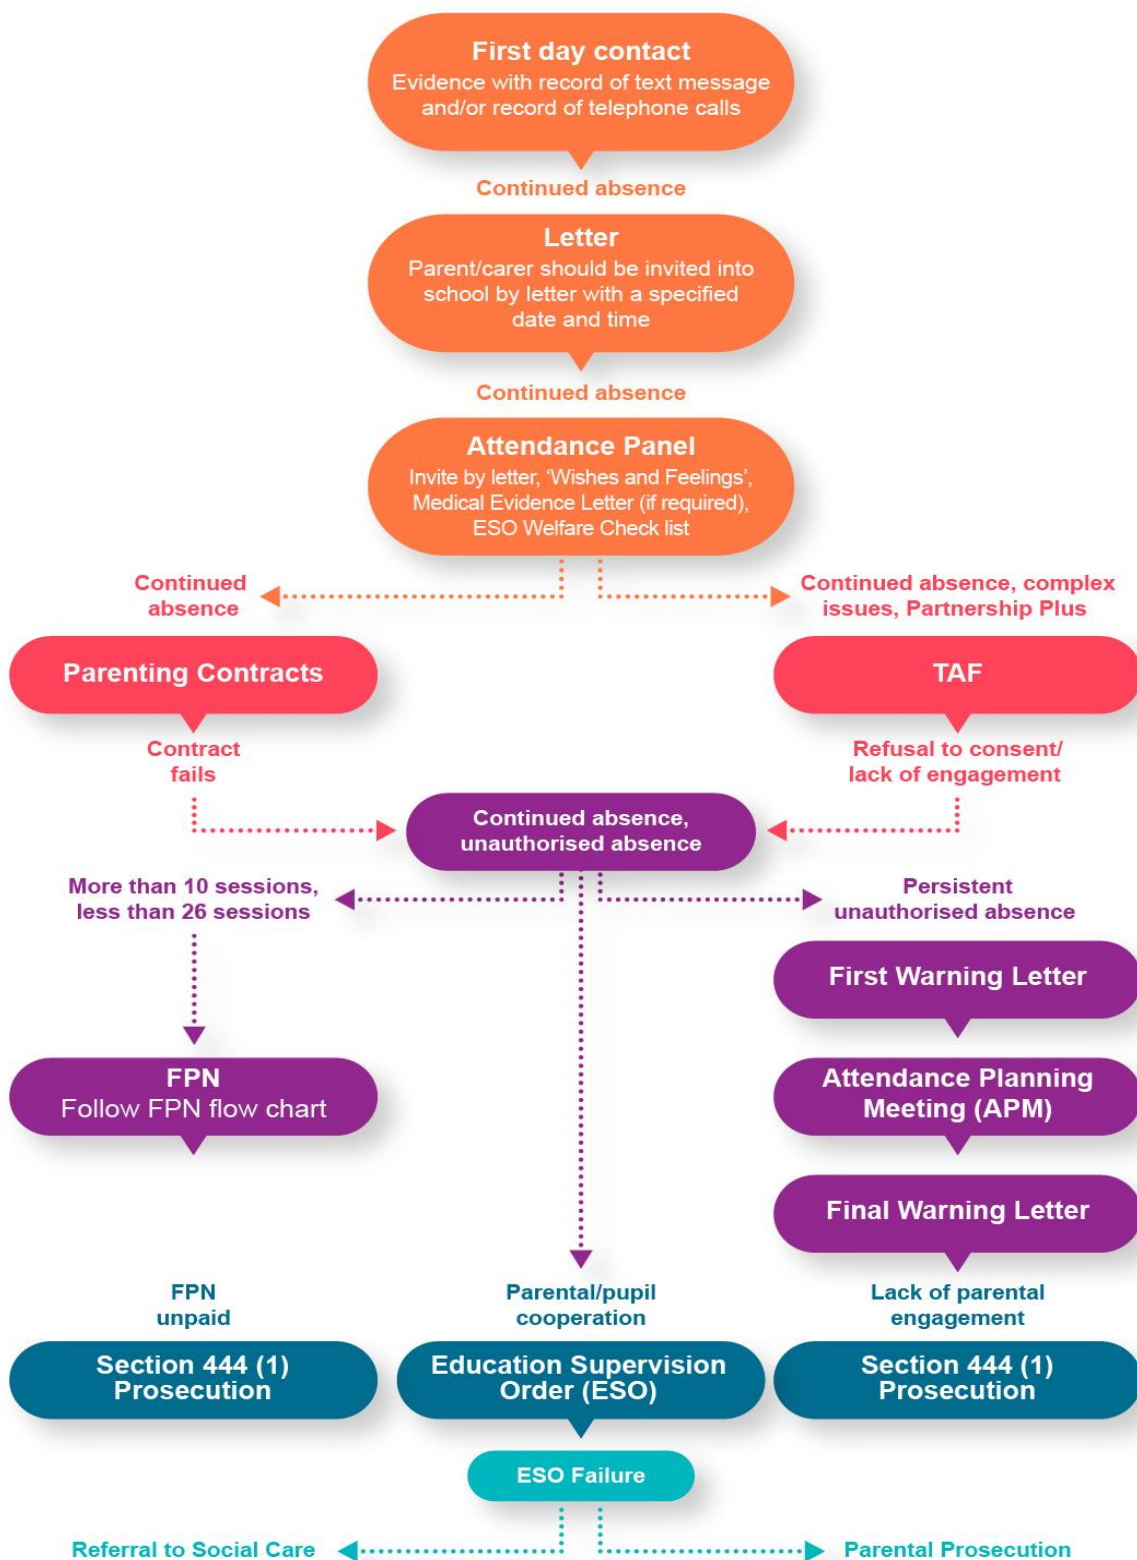 First day contact
Evidence with record of text message
and/or record of telephone calls
Continued absence
Letter
Parent/carer should be invited into
school by letter with a specified
date and time
Continued absence
Attendance Panel
Invite by letter, ‘Wishes and Feelings’,
Medical Evidence Letter (if required),
ESO Welfare Check list
Continued
absence
Continued absence, complex
issues, Partnership Plus
Parenting Contracts
TAF
Contract
fails
Refusal to consent/
lack of engagement
Continued absence,
unauthorised absence
More than 10 sessions,
less than 26 sessions
Persistent
unauthorised absence
First Warning Letter
FPN
Follow FPN flow chart
Attendance Planning
Meeting (APM)
Final Warning Letter
FPN
unpaid
Parental/pupil
cooperation
Lack of parental
engagement
Section 444 (1)
Prosecution
Education Supervision
Order (ESO)
Section 444 (1)
Prosecution
ESO Failure
Referral to Social Care
Parental Prosecution